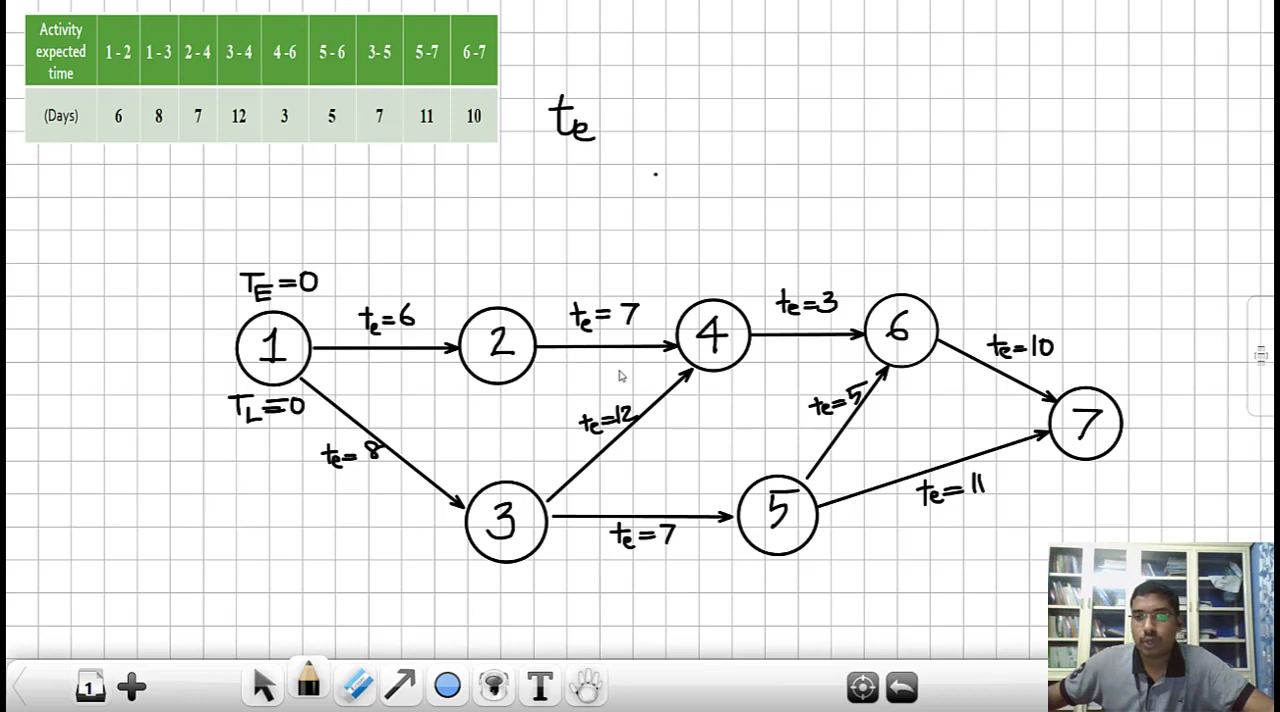 Activity expected time 1 - 2 1 - 3 2 - 4 3 - 4 4 -6 5 - 6 3- 5 5 -7 6 -7
(Days) 6 8 7 12 3 5 7 11 10
te
TE=0
te=6
te=7
te=3
1
2
4
6
te=10
TL=0
te=12
te=5
7
te=8
te=11
3
5
te=7
1
T